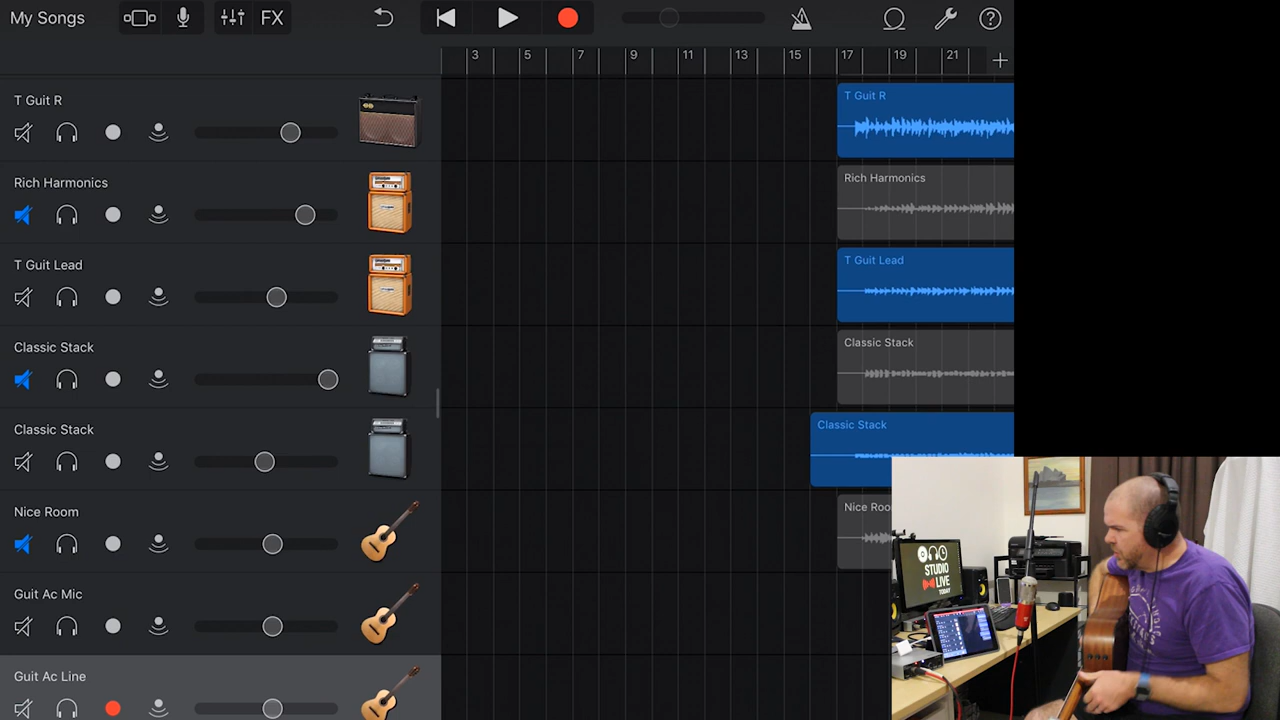 My Songs
FX
3 5 7 9 11 13 15 17 19 21
T Guit R
T Guit R
Rich Harmonics
Rich Harmonics
T Guit Lead
T Guit Lead
Classic Stack
Classic Stack
Classic Stack
Classic Stack
Nice Room
Nice Roo
Guit Ac Mic
Guit Ac Line
STUDIO
LIVE
TODAY